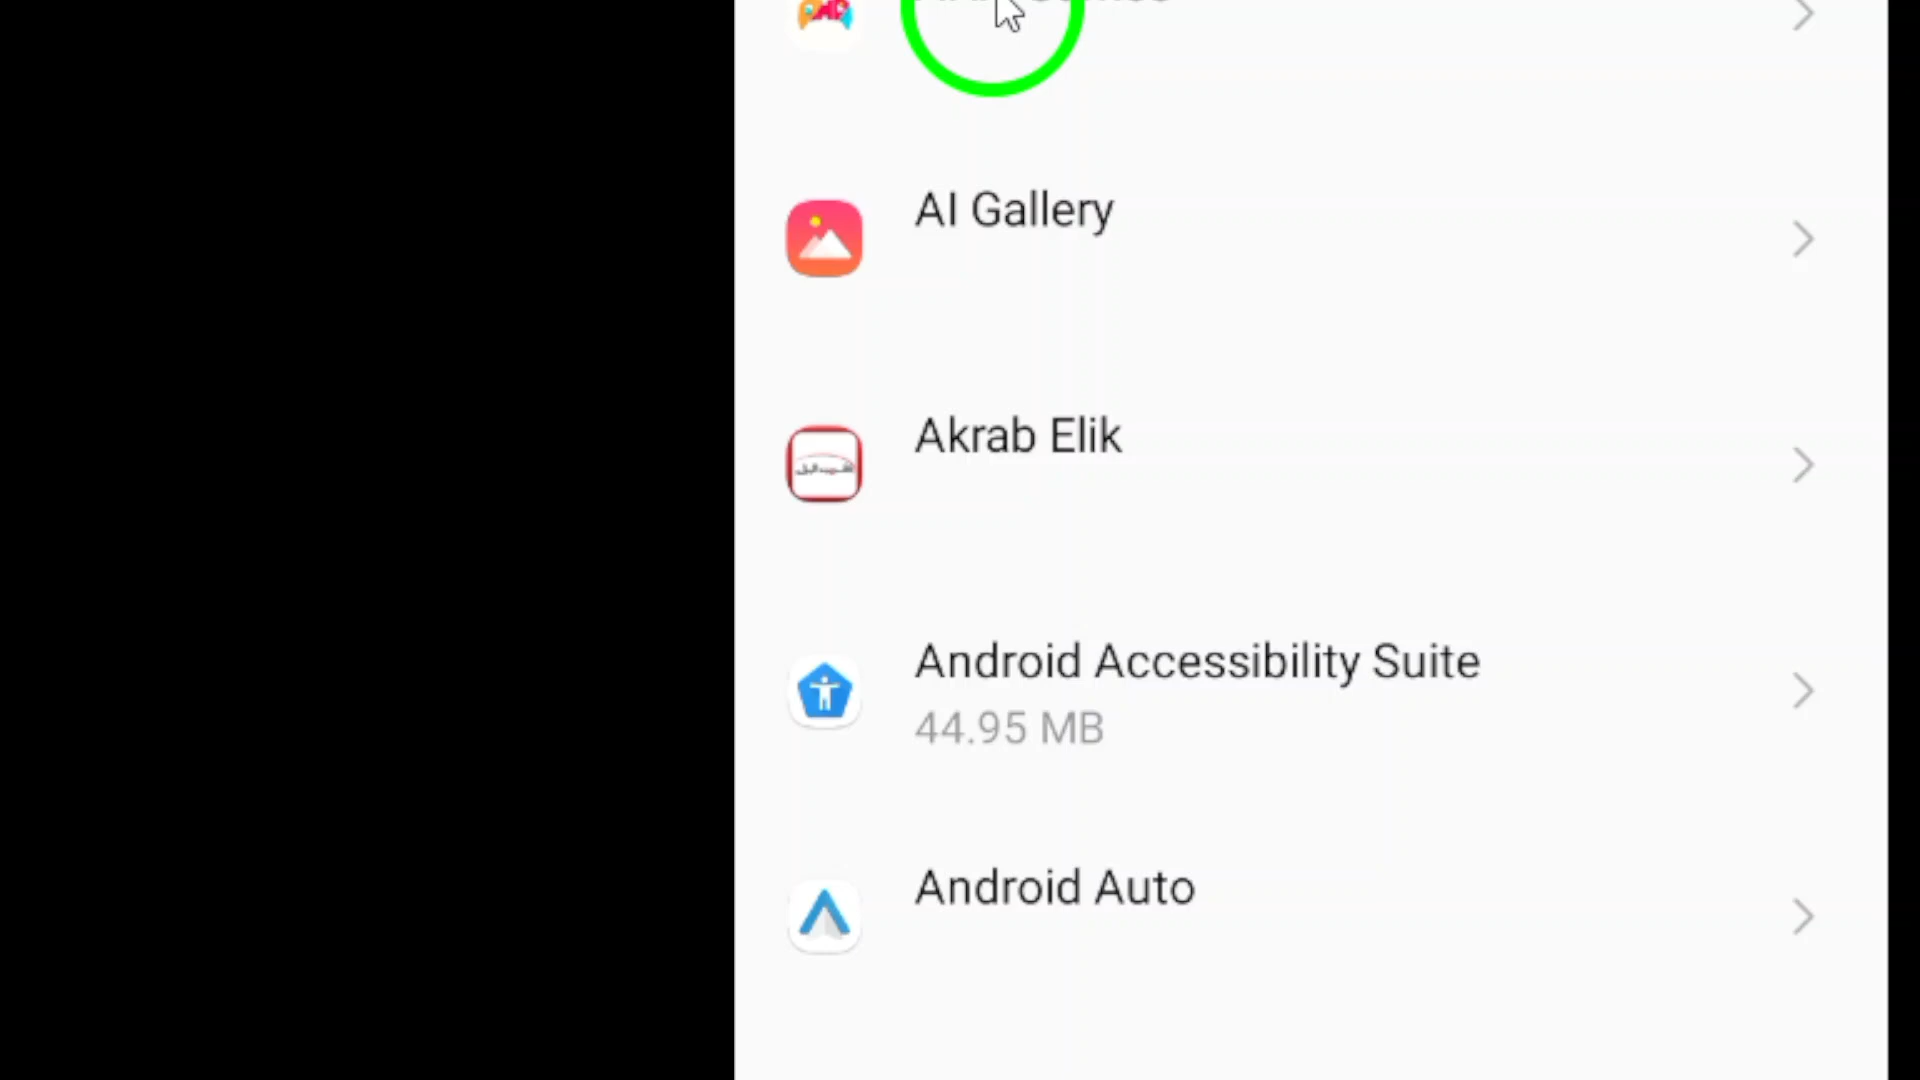 AI Gallery
Akrab Elik
Android Accessibility Suite
44.95 MB
Android Auto